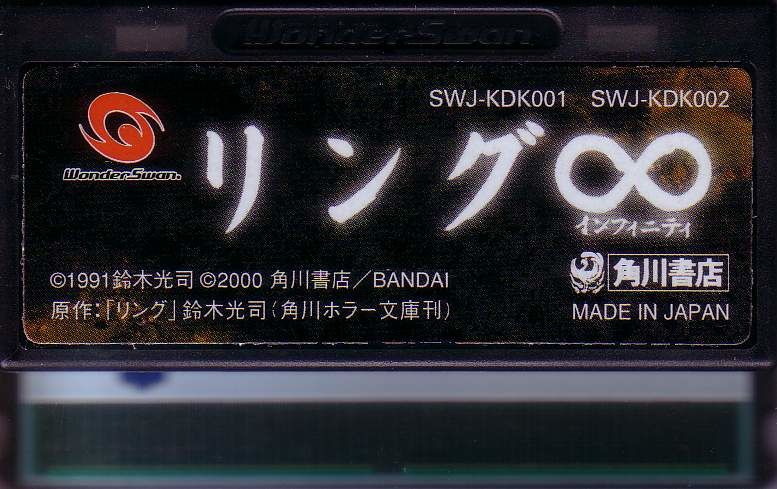 WonderSwan
SWJ-KDK001 SWJ-KDK002
WonderSwan.
リング∞
インフィニティ
©1991鈴木光司 ©2000 角川書店／BANDAI
角川書店
原作:「リング」鈴木光司(角川ホラー文庫刊)
MADE IN JAPAN